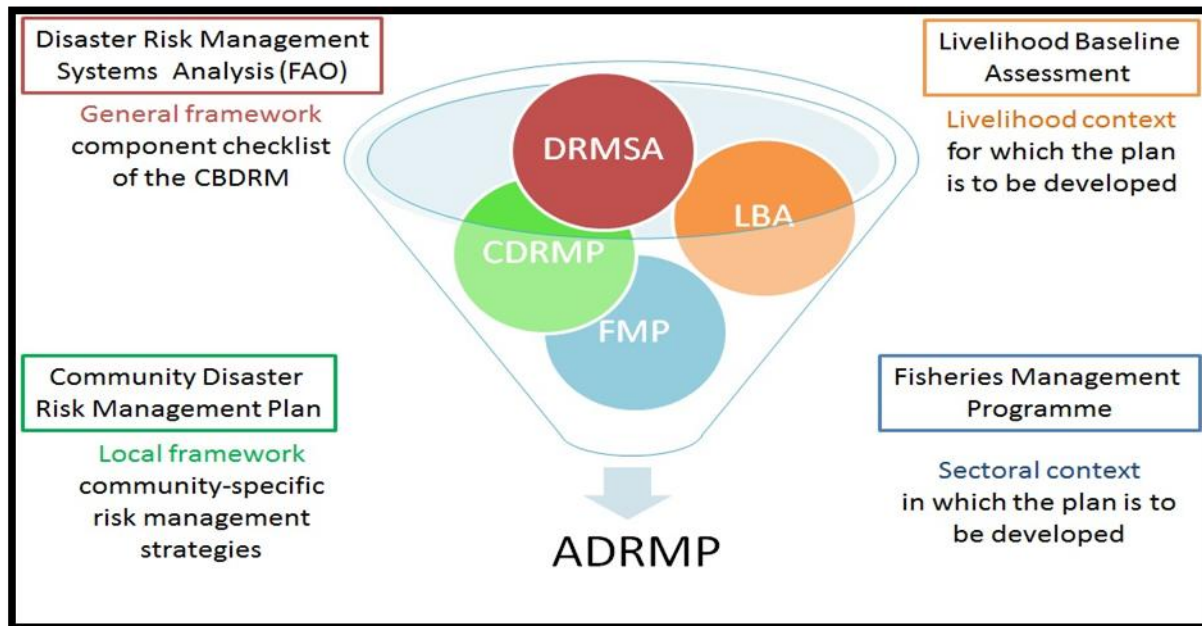 Disaster Risk Management
Systems Analysis (FAO)
General framework
component checklist
of the CBDRM
Livelihood Baseline
Assessment
Livelihood context
for which the plan
is to be developed
DRMSA
LBA
CDRMP
FMP
Community Disaster
Risk Management Plan
Local framework
community-specific
risk management
strategies
Fisheries Management
Programme
Sectoral context
in which the plan is to
be developed
ADRMP